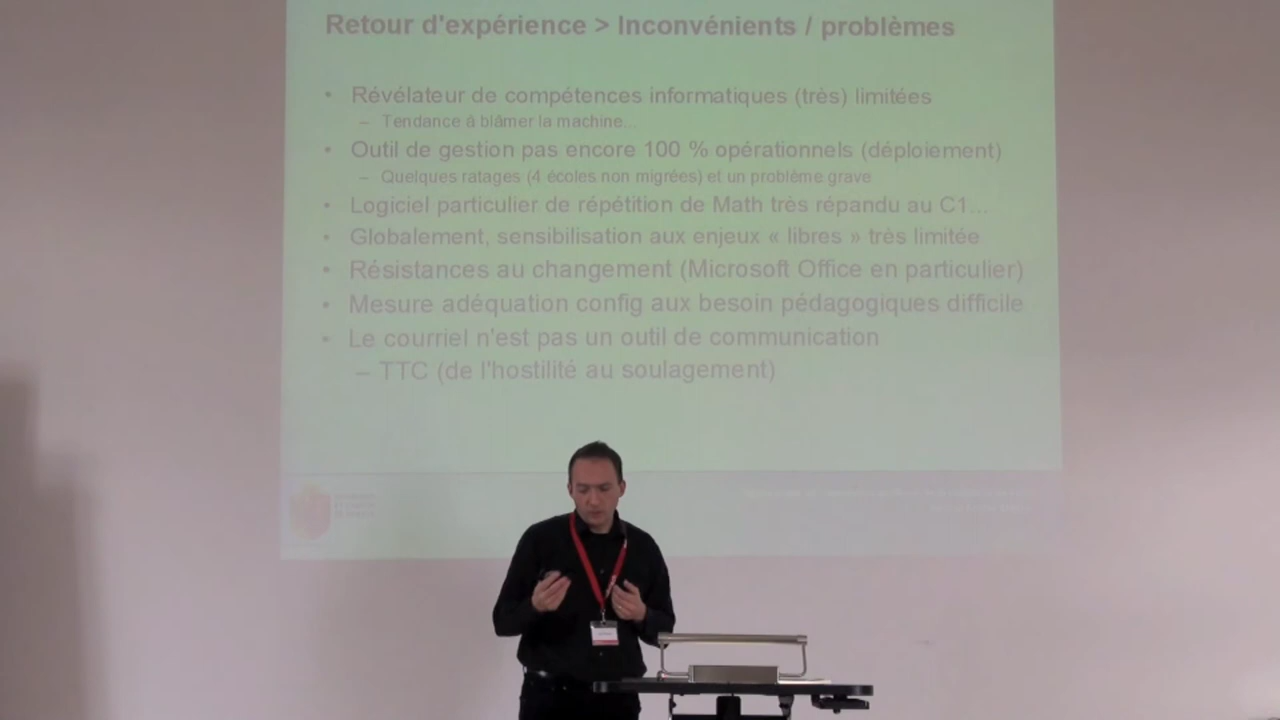 Retour d'expérience > Inconvénients / problèmes
• Révélateur de compétences informatiques (très) limitées
– Tendance à blâmer la machine...
• Outil de gestion pas encore 100 % opérationnels (déploiement)
– Quelques ratages (4 écoles non migrées) et un problème grave
• Logiciel particulier de répétition de Math très répandu au C1...
• Globalement, sensibilisation aux enjeux « libres » très limitée
• Résistances au changement (Microsoft Office en particulier)
• Mesure adéquation config aux besoin pédagogiques difficile
• Le courriel n'est pas un outil de communication
– TTC (de l'hostilité au soulagement)